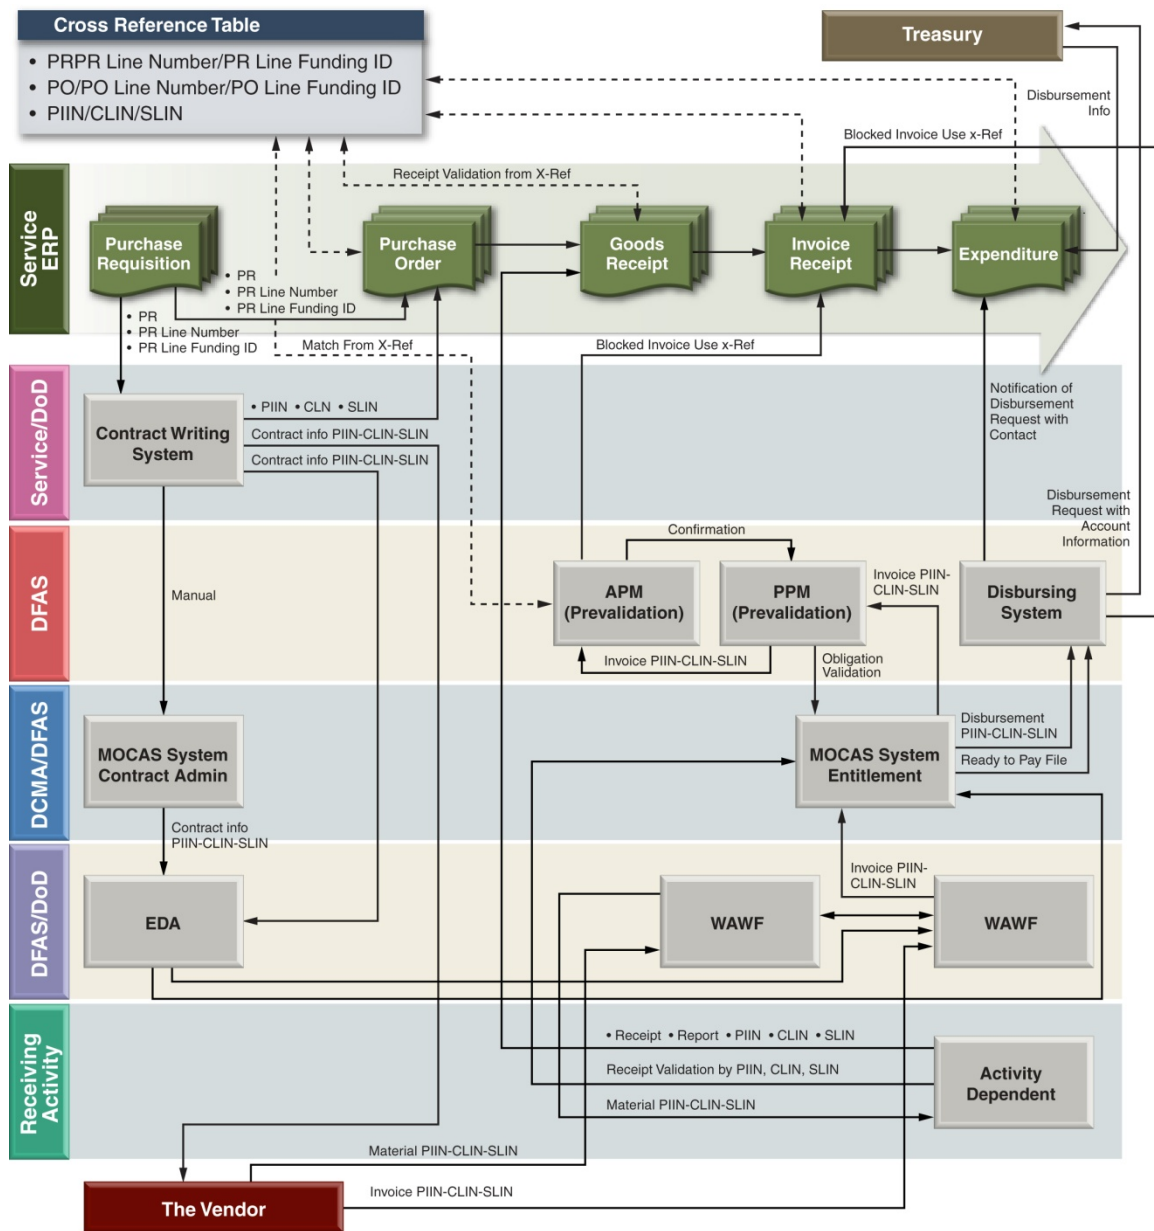 Cross Reference Table
• PRPR Line Number/PR Line Funding ID
• PO/PO Line Number/PO Line Funding ID
• PIIN/CLIN/SLIN
Treasury
Disbursement
Info
Blocked Invoice Use x-Ref
Receipt Validation from X-Ref
Service
ERP
Purchase
Requisition
Purchase
Order
Goods
Receipt
Invoice
Receipt
Expenditure
• PR
• PR Line Number
• PR Line Funding ID
• PR
• PR Line Number
• PR Line Funding ID
Match From X-Ref
Blocked Invoice Use x-Ref
Service/DoD
Contract Writing
System
• PIIN • CLN • SLIN
Contract info PIIN-CLIN-SLIN
Contract info PIIN-CLIN-SLIN
Notification of
Disbursement
Request with
Contact
Disbursement
Request with
Account
Information
DFAS
Manual
Confirmation
APM
(Prevalidation)
PPM
(Prevalidation)
Invoice PIIN-
CLIN-SLIN
Disbursing
System
Invoice PIIN-CLIN-SLIN
Obligation
Validation
DCMA/DFAS
MOCAS System
Contract Admin
MOCAS System
Entitlement
Disbursement
PIIN-CLIN-SLIN
Ready to Pay File
Contract info
PIIN-CLIN-SLIN
DFAS/DoD
EDA
Invoice PIIN-
CLIN-SLIN
WAWF
WAWF
Receiving
Activity
• Receipt • Report • PIIN • CLIN • SLIN
Receipt Validation by PIIN, CLIN, SLIN
Material PIIN-CLIN-SLIN
Activity
Dependent
Material PIIN-CLIN-SLIN
Invoice PIIN-CLIN-SLIN
The Vendor